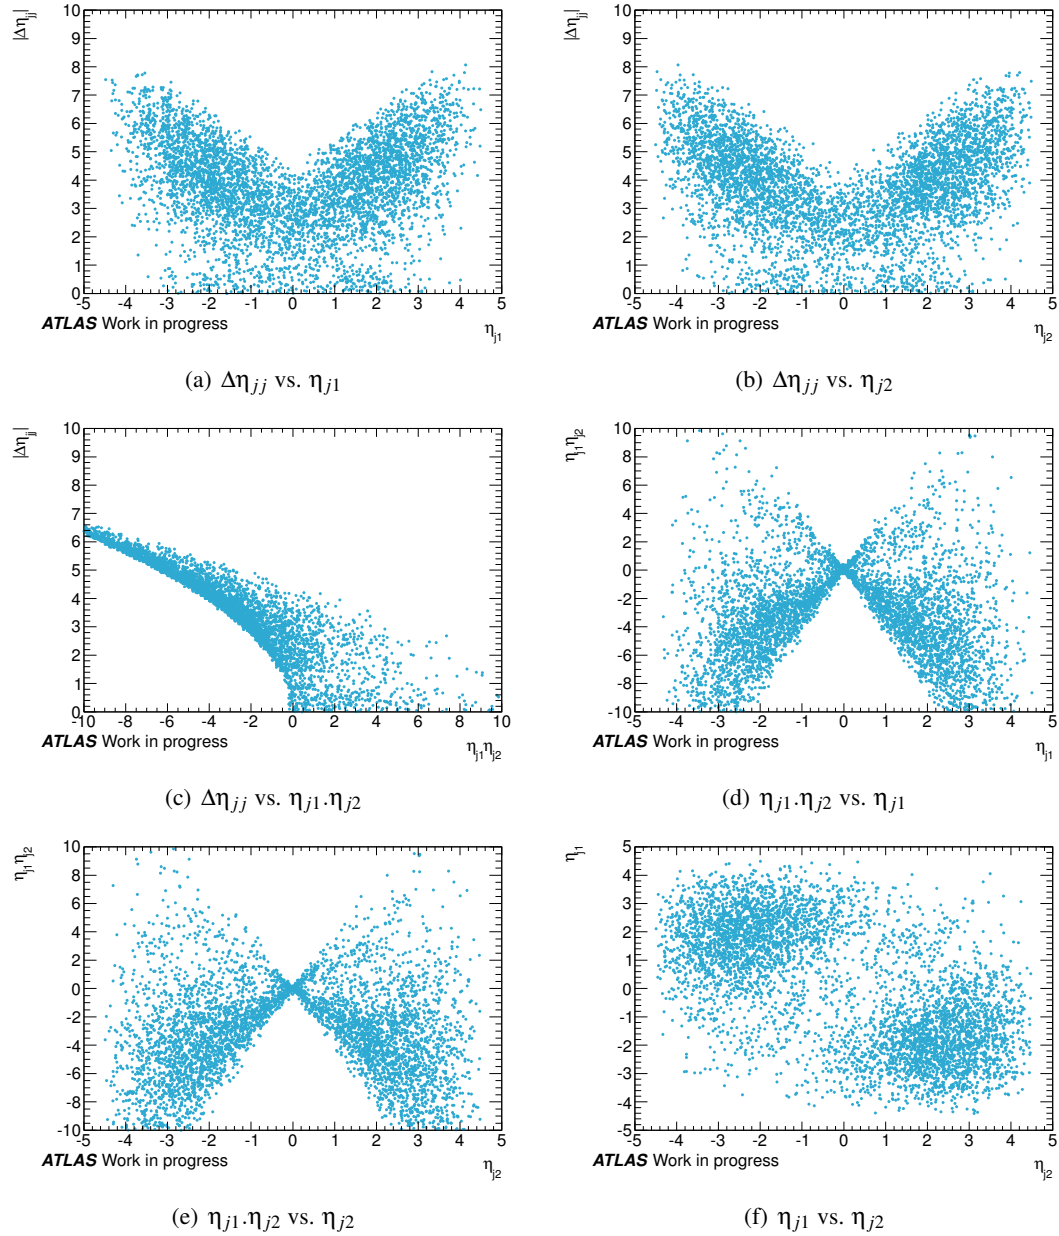 |Δη_jj|
10
9
8
7
6
5
4
3
2
1
0
-5 -4 -3 -2 -1 0 1 2 3 4 5
ATLAS Work in progress
η_j1
(a) Δη_jj vs. η_j1
|Δη_jj|
10
9
8
7
6
5
4
3
2
1
0
-5 -4 -3 -2 -1 0 1 2 3 4 5
ATLAS Work in progress
η_j2
(b) Δη_jj vs. η_j2
|Δη_jj|
10
9
8
7
6
5
4
3
2
1
0
-10 -8 -6 -4 -2 0 2 4 6 8 10
ATLAS Work in progress
η_j1 η_j2
(c) Δη_jj vs. η_j1.η_j2
η_j1 η_j2
10
8
6
4
2
0
-2
-4
-6
-8
-10
-5 -4 -3 -2 -1 0 1 2 3 4 5
ATLAS Work in progress
η_j1
(d) η_j1.η_j2 vs. η_j1
η_j1 η_j2
10
8
6
4
2
0
-2
-4
-6
-8
-10
-5 -4 -3 -2 -1 0 1 2 3 4 5
ATLAS Work in progress
η_j2
(e) η_j1.η_j2 vs. η_j2
η_j1
5
4
3
2
1
0
-1
-2
-3
-4
-5
-5 -4 -3 -2 -1 0 1 2 3 4 5
ATLAS Work in progress
η_j2
(f) η_j1 vs. η_j2